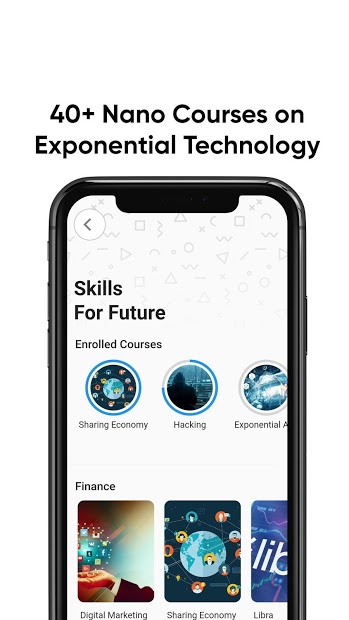 40+ Nano Courses on
Exponential Technology
Skills
For Future
Enrolled Courses
Sharing Economy Hacking Exponential A
Finance
lib
Digital Marketing Sharing Economy Libra